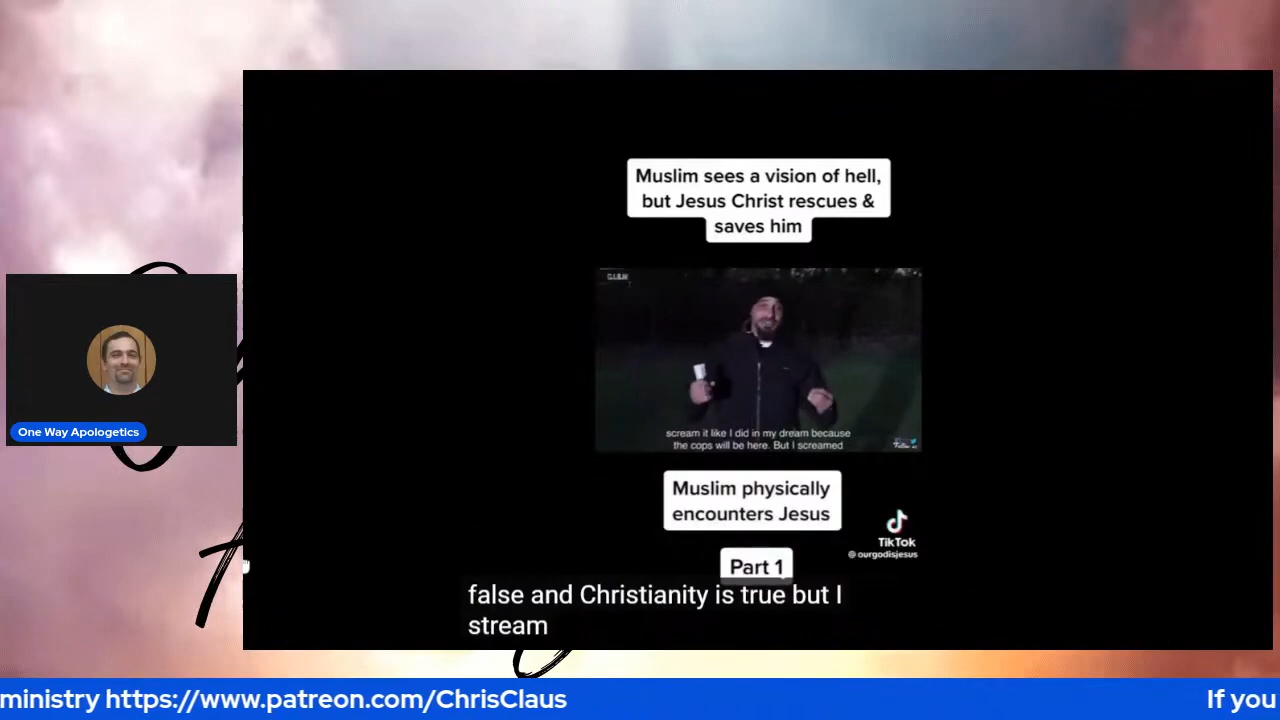 Muslim sees a vision of hell,
but Jesus Christ rescues &
saves him
scream it like I did in my dream because
the cops will be here. But I screamed
Muslim physically
encounters Jesus
TikTok
@ourgodisjesus
Part 1
false and Christianity is true but I
stream
One Way Apologetics
ministry https://www.patreon.com/ChrisClaus
If you